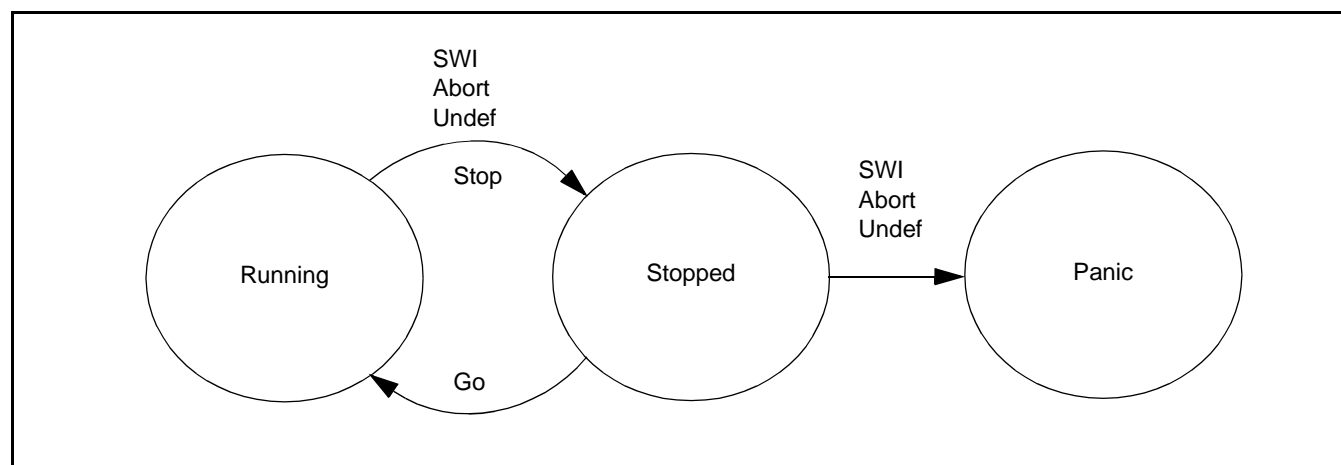 SWI
Abort
Undef
Stop
SWI
Abort
Undef
Running
Stopped
Panic
Go